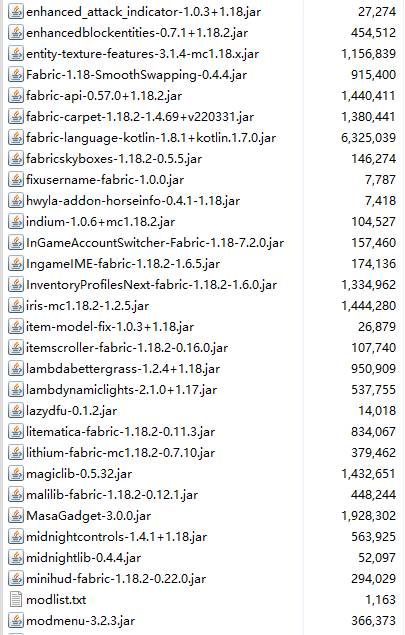 enhanced_attack_indicator-1.0.3+1.18.jar 27,274
enhancedblockentities-0.7.1+1.18.2.jar 454,512
entity-texture-features-3.1.4-mc1.18.x.jar 1,156,839
Fabric-1.18-SmoothSwapping-0.4.4.jar 915,400
fabric-api-0.57.0+1.18.2.jar 1,440,411
fabric-carpet-1.18.2-1.4.69+v220331.jar 1,380,441
fabric-language-kotlin-1.8.1+kotlin.1.7.0.jar 6,325,039
fabricskyboxes-1.18.2-0.5.5.jar 146,274
fixusername-fabric-1.0.0.jar 7,787
hwyla-addon-horseinfo-0.4.1-1.18.jar 7,418
indium-1.0.6+mc1.18.2.jar 104,527
InGameAccountSwitcher-Fabric-1.18-7.2.0.jar 157,460
IngameIME-fabric-1.18.2-1.6.5.jar 174,136
InventoryProfilesNext-fabric-1.18.2-1.6.0.jar 1,334,962
iris-mc1.18.2-1.2.5.jar 1,444,280
item-model-fix-1.0.3+1.18.jar 26,879
itemscroller-fabric-1.18.2-0.16.0.jar 107,740
lambdabettergrass-1.2.4+1.18.jar 950,909
lambdynamiclights-2.1.0+1.17.jar 537,755
lazydfu-0.1.2.jar 14,018
litematica-fabric-1.18.2-0.11.3.jar 834,067
lithium-fabric-mc1.18.2-0.7.10.jar 379,462
magiclib-0.5.32.jar 1,432,651
malilib-fabric-1.18.2-0.12.1.jar 448,244
MasaGadget-3.0.0.jar 1,928,302
midnightcontrols-1.4.1+1.18.jar 563,925
midnightlib-0.4.4.jar 52,097
minihud-fabric-1.18.2-0.22.0.jar 294,029
modlist.txt 1,163
modmenu-3.2.3.jar 366,373